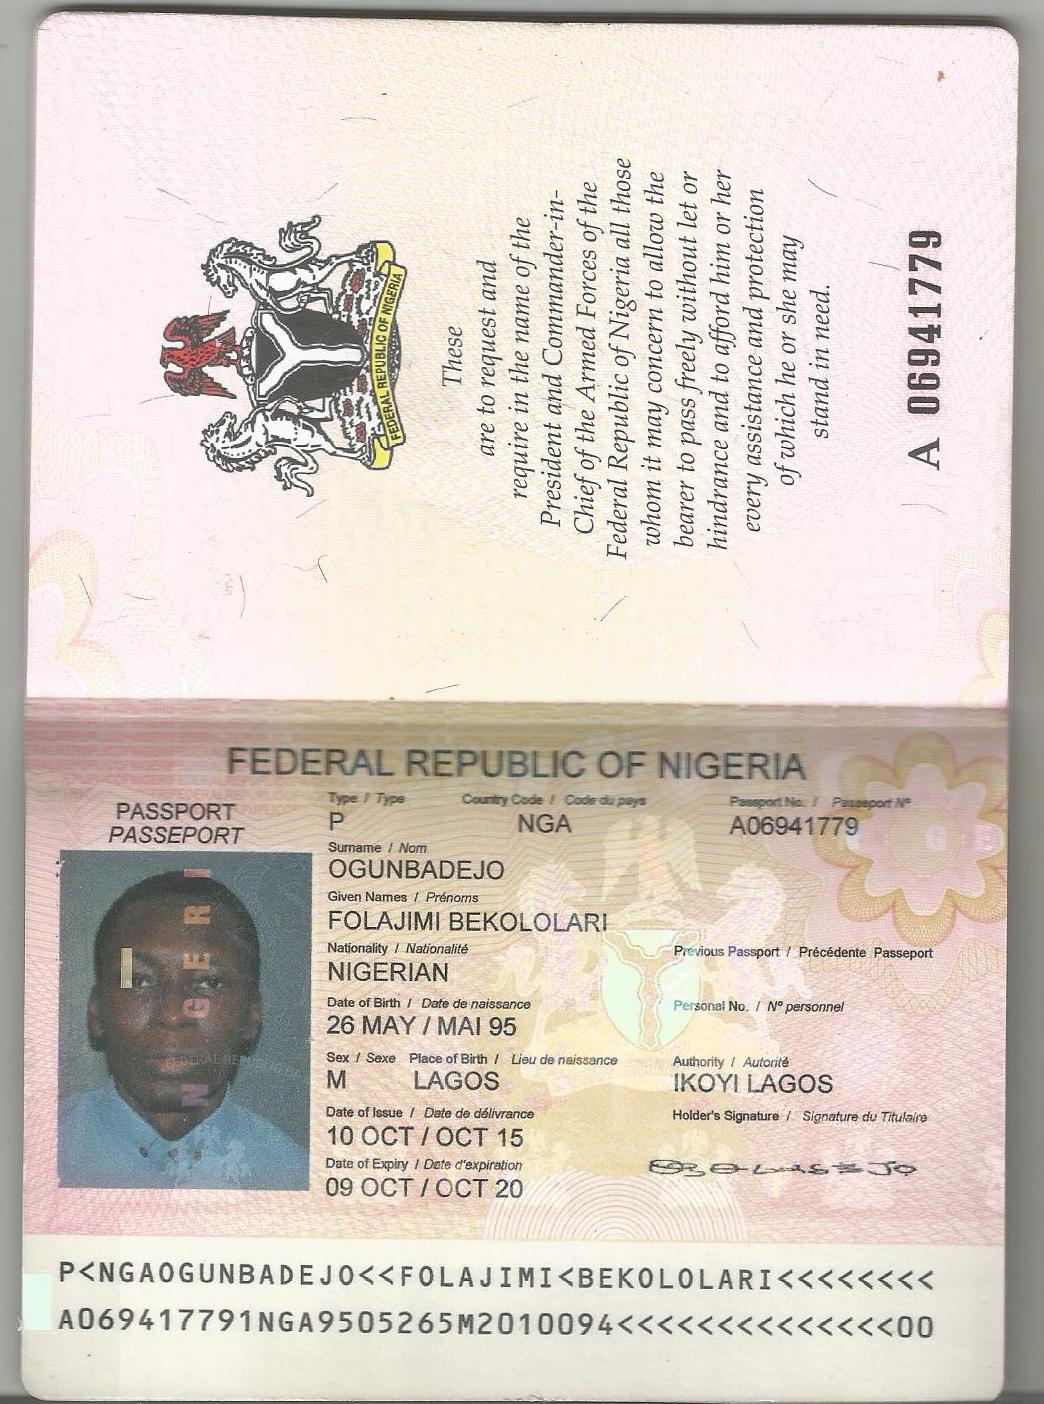 FEDERAL REPUBLIC OF NIGERIA
These
are to request and
require in the name of the
President and Commander-in-
Chief of the Armed Forces of the
Federal Republic of Nigeria all those
whom it may concern to allow the
bearer to pass freely without let or
hindrance and to afford him or her
every assistance and protection
of which he or she may
stand in need.
A 06941779
FEDERAL REPUBLIC OF NIGERIA
PASSPORT
PASSEPORT
Type / Type Country Code / Code du pays Passport No. / Passeport Nº
P NGA A06941779
Surname / Nom
OGUNBADEJO
Given Names / Prénoms
FOLAJIMI BEKOLOLARI
Nationality / Nationalité Previous Passport / Précédente Passeport
NIGERIAN
Date of Birth / Date de naissance Personal No. / Nº personnel
26 MAY / MAI 95
Sex / Sexe Place of Birth / Lieu de naissance Authority / Autorité
M LAGOS IKOYI LAGOS
Date of Issue / Date de délivrance Holder's Signature / Signature du Titulaire
10 OCT / OCT 15
Date of Expiry / Date d'expiration
09 OCT / OCT 20
P<NGAOGUNBADEJO<<FOLAJIMI<BEKOLOLARI<<<<<<<<
A069417791NGA9505265M2010094<<<<<<<<<<<<<<00